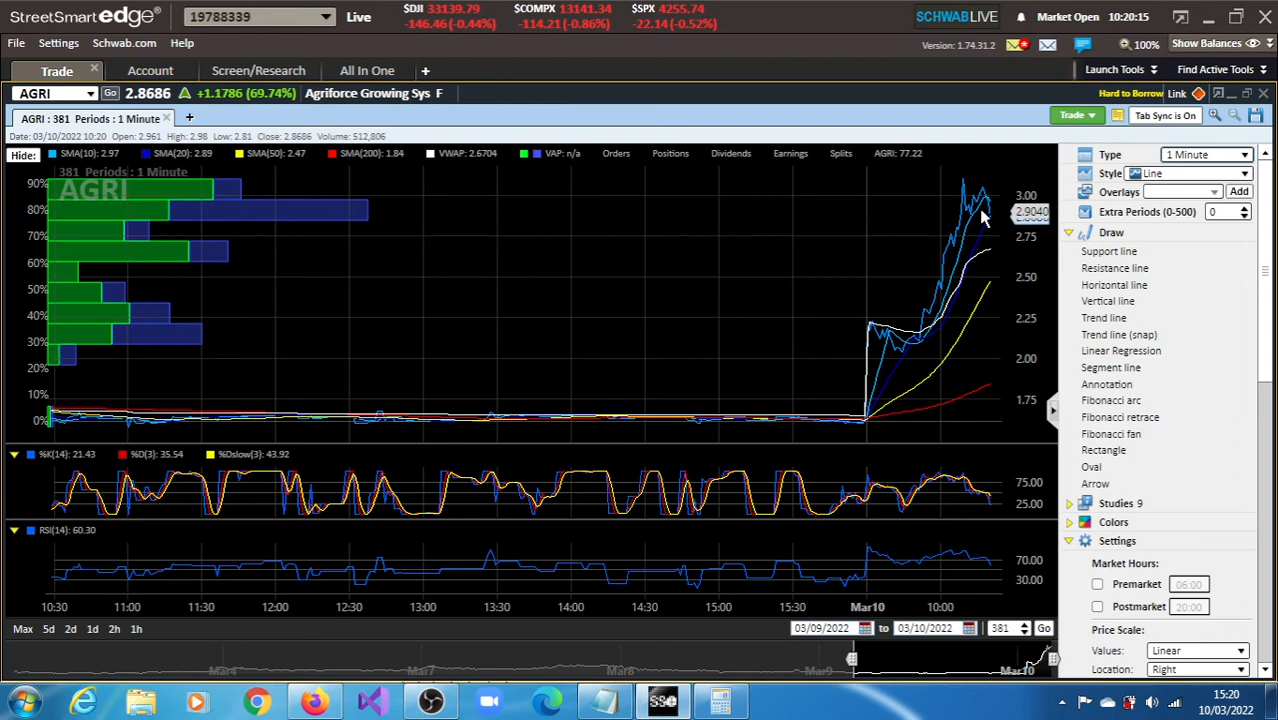 StreetSmart edge® 19788339 Live $DJI 33139.79 -146.46 (-0.44%) $COMPX 13141.34 -114.21 (-0.86%) $SPX 4255.74 -22.14 (-0.52%) SCHWABLIVE Market Open 10:20:15
File Settings Schwab.com Help Version: 1.74.31.2 100% Show Balances
Trade Account Screen/Research All In One + Launch Tools Find Active Tools
AGRI Go 2.8686 +1.1786 (69.74%) Agriforce Growing Sys F Hard to Borrow Link
AGRI : 381 Periods : 1 Minute + Trade Tab Sync is On
Date: 03/10/2022 10:20 Open: 2.961 High: 2.98 Low: 2.81 Close: 2.8686 Volume: 512,806
Hide: SMA(10): 2.97 SMA(20): 2.89 SMA(50): 2.47 SMA(200): 1.84 VWAP: 2.6704 VAP: n/a Orders Positions Dividends Earnings Splits AGRI: 77.22
381 Periods : 1 Minute
AGRI
90%
80%
70%
60%
50%
40%
30%
20%
10%
0%
3.00
2.9040
2.75
2.50
2.25
2.00
1.75
%K(14): 21.43 %D(3): 35.54 %Dslow(3): 43.92
75.00
25.00
RSI(14): 60.30
70.00
30.00
10:30 11:00 11:30 12:00 12:30 13:00 13:30 14:00 14:30 15:00 15:30 Mar10 10:00
Max 5d 2d 1d 2h 1h 03/09/2022 to 03/10/2022 381 Go
Mar4 Mar7 Mar8 Mar9 Mar10
Type 1 Minute
Style Line
Overlays Add
Extra Periods (0-500) 0
Draw
Support line
Resistance line
Horizontal line
Vertical line
Trend line
Trend line (snap)
Linear Regression
Segment line
Annotation
Fibonacci arc
Fibonacci retrace
Fibonacci fan
Rectangle
Oval
Arrow
Studies 9
Colors
Settings
Market Hours:
Premarket 06:00
Postmarket 20:00
Price Scale:
Values: Linear
Location: Right
SSe
15:20
10/03/2022